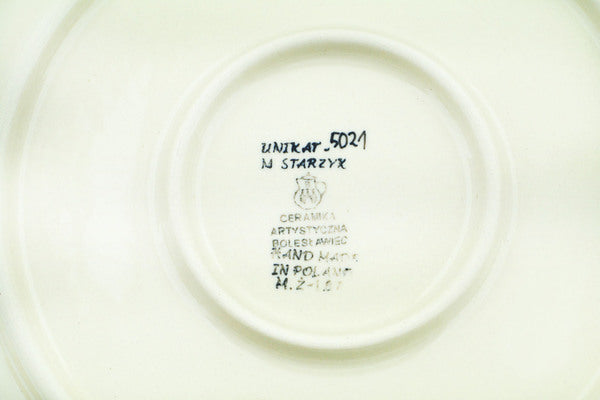 UNIKAT-5021
M STARZYK
CERAMIKA
ARTYSTYCZNA
BOLESŁAWIEC
HAND MADE
IN POLAND
M.Ż-